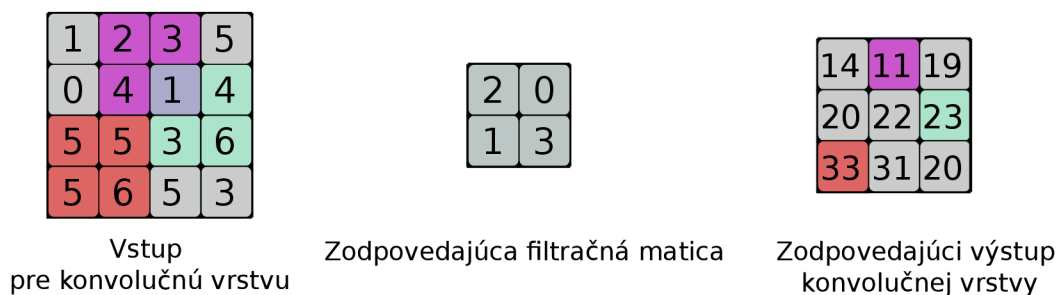 1 2 3 5
0 4 1 4
5 5 3 6
5 6 5 3
Vstup
pre konvolučnú vrstvu
2 0
1 3
Zodpovedajúca filtračná matica
14 11 19
20 22 23
33 31 20
Zodpovedajúci výstup
konvolučnej vrstvy